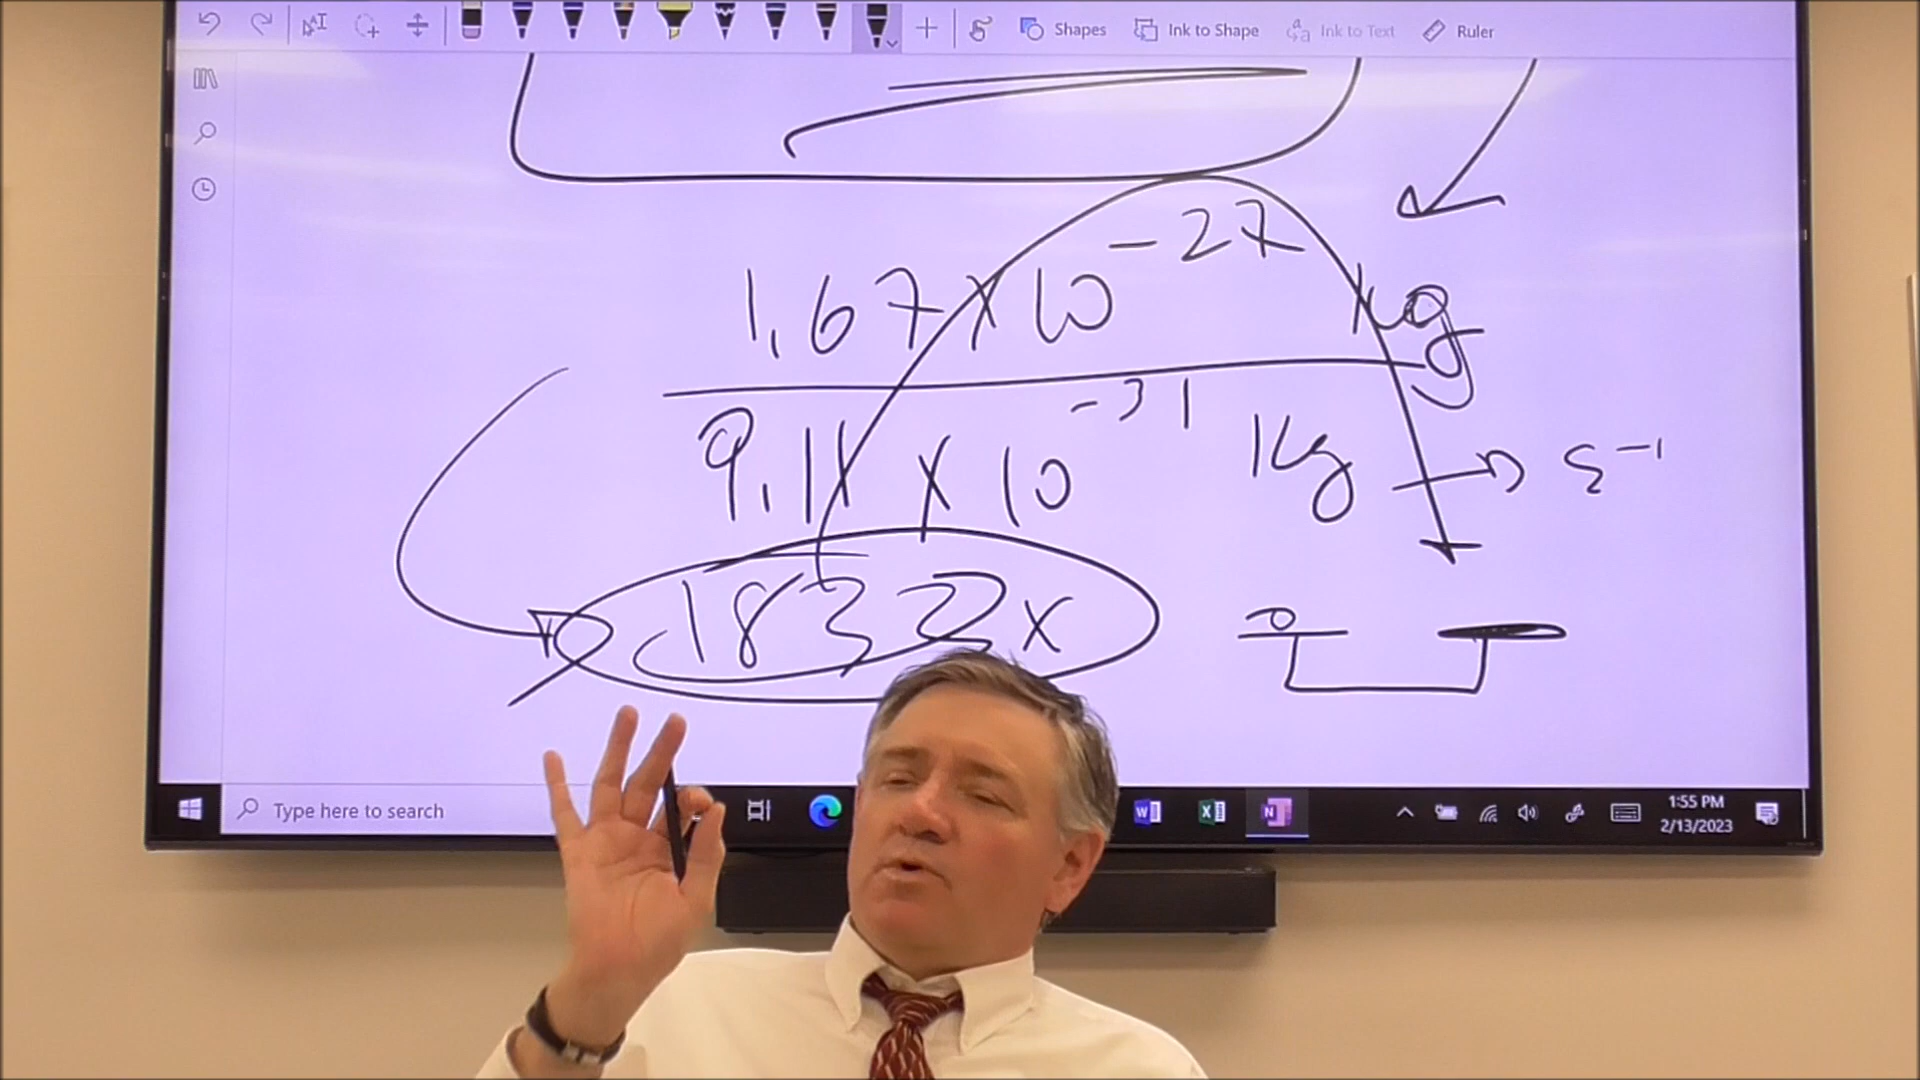 Shapes Ink to Shape Ink to Text Ruler
1.67 x 10 -27 kg
9.11 x 10 -31 Kg
1833x
Type here to search
1:55 PM
2/13/2023